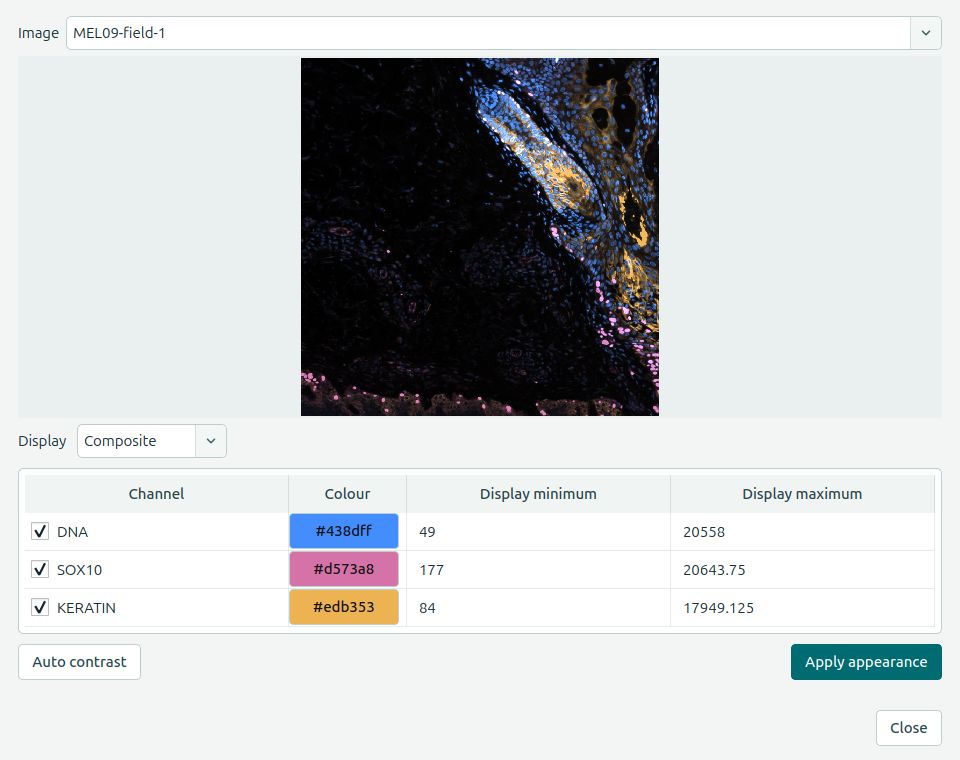 Image MEL09-field-1
Display Composite
Channel Colour Display minimum Display maximum
DNA #438dff 49 20558
SOX10 #d573a8 177 20643.75
KERATIN #edb353 84 17949.125
Auto contrast Apply appearance
Close